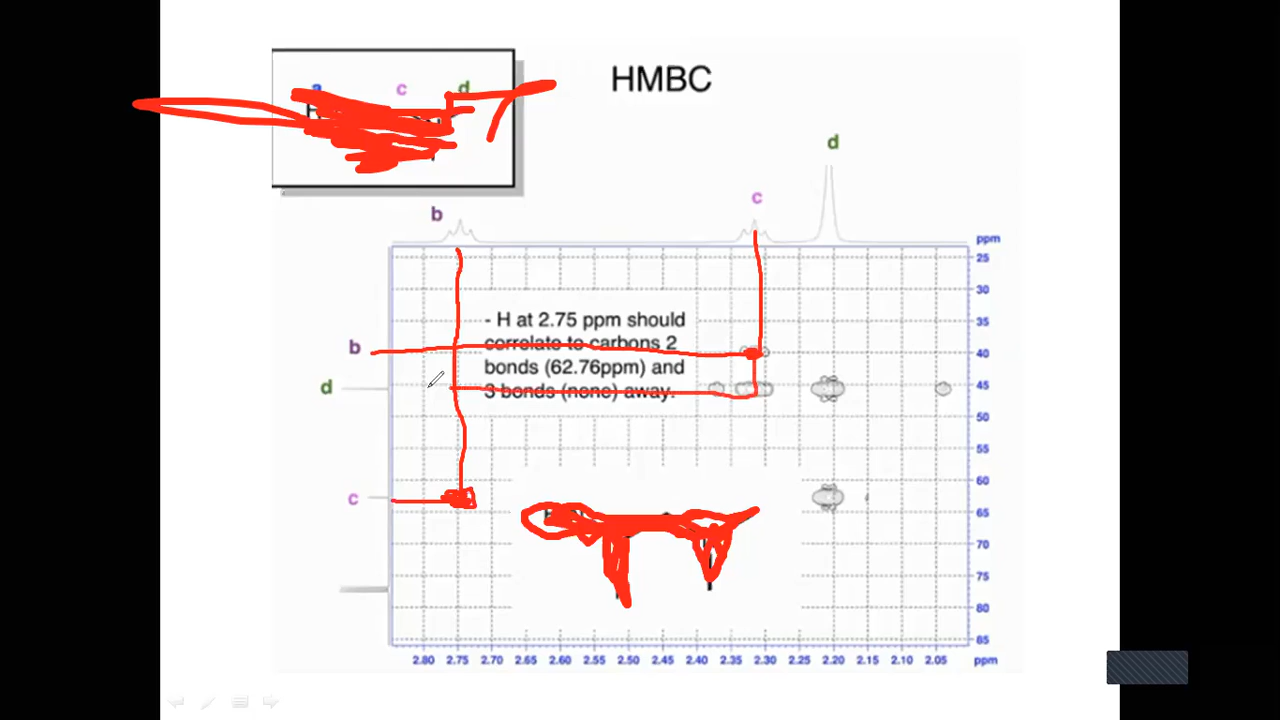 HMBC
a c d
H
d
c
b
ppm
25
30
35
40
45
50
55
60
65
70
75
80
85
- H at 2.75 ppm should
correlate to carbons 2
bonds (62.76ppm) and
3 bonds (none) away.
b
d
c
2.80 2.75 2.70 2.65 2.60 2.55 2.50 2.45 2.40 2.35 2.30 2.25 2.20 2.15 2.10 2.05 ppm